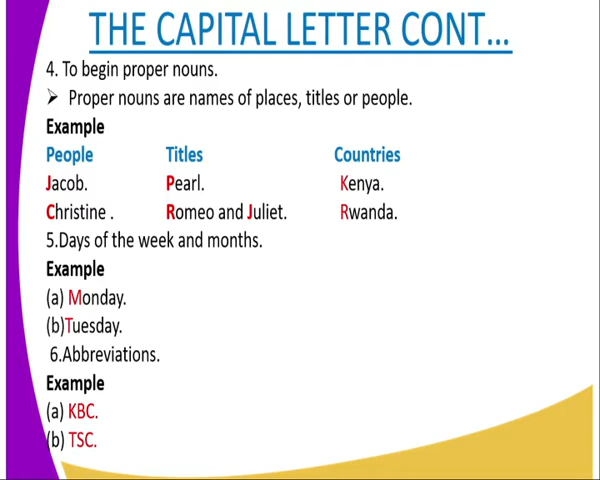 THE CAPITAL LETTER CONT...
4. To begin proper nouns.
➢ Proper nouns are names of places, titles or people.
Example
People Titles Countries
Jacob. Pearl. Kenya.
Christine . Romeo and Juliet. Rwanda.
5.Days of the week and months.
Example
(a) Monday.
(b)Tuesday.
6.Abbreviations.
Example
(a) KBC.
(b) TSC.